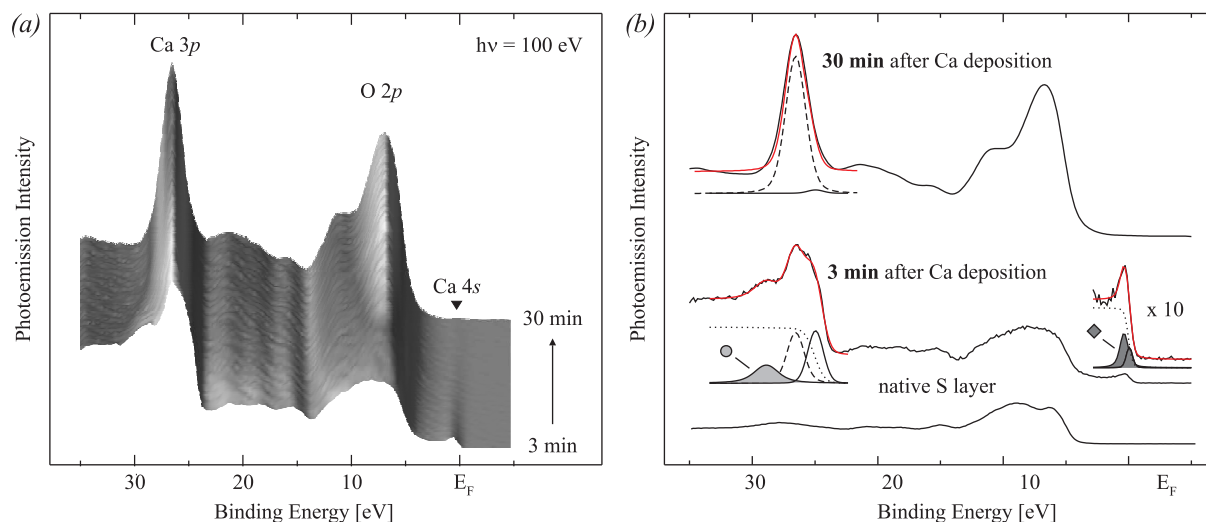 (a)
Ca 3p
hν = 100 eV
O 2p
Ca 4s
30 min
3 min
Photoemission Intensity
30
20
10
E_F
Binding Energy [eV]
(b)
30 min after Ca deposition
3 min after Ca deposition
x 10
native S layer
Photoemission Intensity
30
20
10
E_F
Binding Energy [eV]